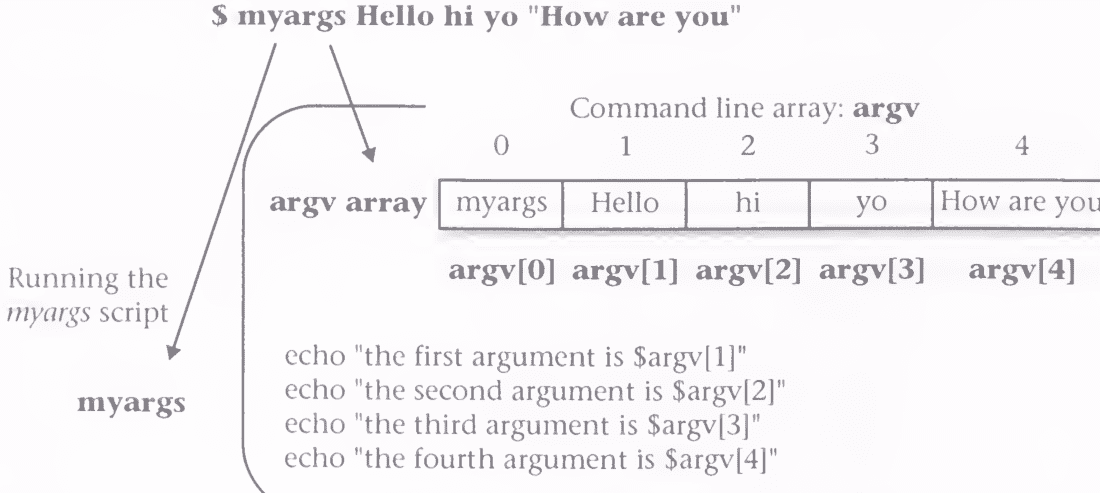 $ myargs Hello hi yo "How are you"
Command line array: argv
0 1 2 3 4
argv array myargs Hello hi yo How are you
argv[0] argv[1] argv[2] argv[3] argv[4]
Running the
myargs script
myargs
echo "the first argument is $argv[1]"
echo "the second argument is $argv[2]"
echo "the third argument is $argv[3]"
echo "the fourth argument is $argv[4]"